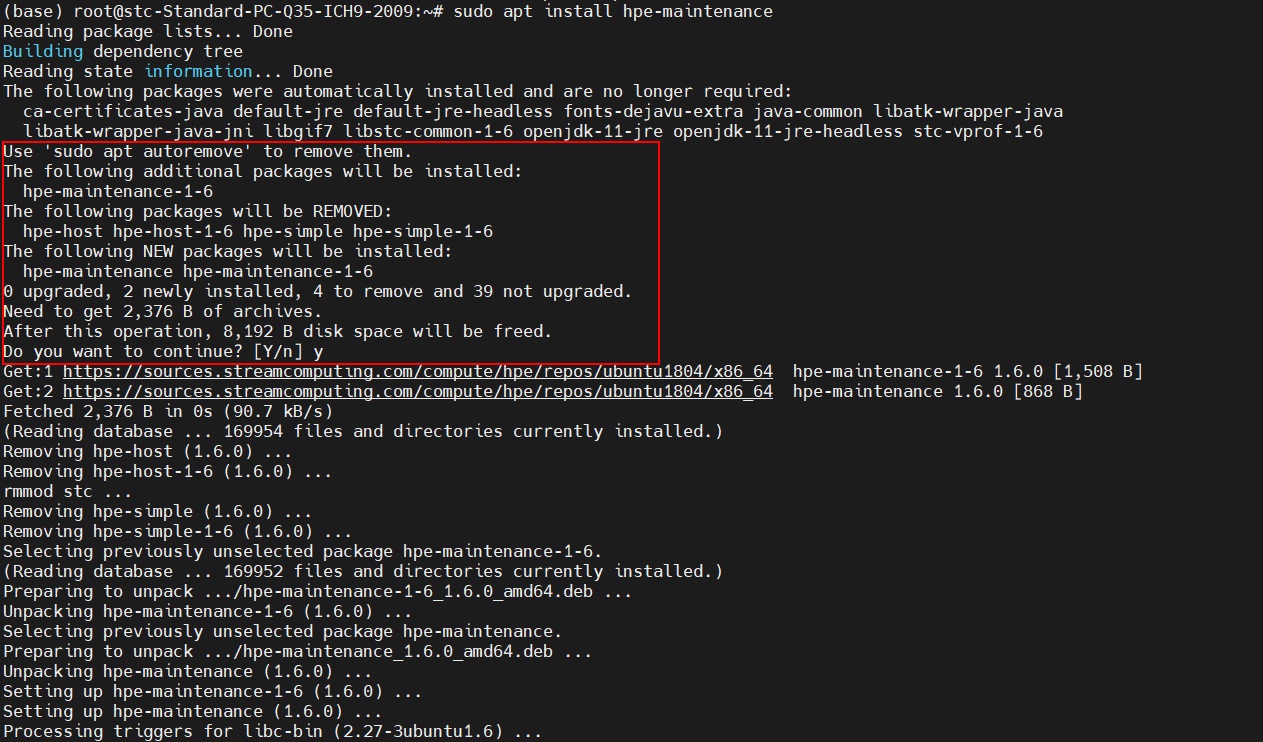 (base) root@stc-Standard-PC-Q35-ICH9-2009:~# sudo apt install hpe-maintenance
Reading package lists... Done
Building dependency tree
Reading state information... Done
The following packages were automatically installed and are no longer required:
  ca-certificates-java default-jre default-jre-headless fonts-dejavu-extra java-common libatk-wrapper-java
  libatk-wrapper-java-jni libgif7 libstc-common-1-6 openjdk-11-jre openjdk-11-jre-headless stc-vprof-1-6
Use 'sudo apt autoremove' to remove them.
The following additional packages will be installed:
  hpe-maintenance-1-6
The following packages will be REMOVED:
  hpe-host hpe-host-1-6 hpe-simple hpe-simple-1-6
The following NEW packages will be installed:
  hpe-maintenance hpe-maintenance-1-6
0 upgraded, 2 newly installed, 4 to remove and 39 not upgraded.
Need to get 2,376 B of archives.
After this operation, 8,192 B disk space will be freed.
Do you want to continue? [Y/n] y
Get:1 https://sources.streamcomputing.com/compute/hpe/repos/ubuntu1804/x86_64  hpe-maintenance-1-6 1.6.0 [1,508 B]
Get:2 https://sources.streamcomputing.com/compute/hpe/repos/ubuntu1804/x86_64  hpe-maintenance 1.6.0 [868 B]
Fetched 2,376 B in 0s (90.7 kB/s)
(Reading database ... 169954 files and directories currently installed.)
Removing hpe-host (1.6.0) ...
Removing hpe-host-1-6 (1.6.0) ...
rmmod stc ...
Removing hpe-simple (1.6.0) ...
Removing hpe-simple-1-6 (1.6.0) ...
Selecting previously unselected package hpe-maintenance-1-6.
(Reading database ... 169952 files and directories currently installed.)
Preparing to unpack .../hpe-maintenance-1-6_1.6.0_amd64.deb ...
Unpacking hpe-maintenance-1-6 (1.6.0) ...
Selecting previously unselected package hpe-maintenance.
Preparing to unpack .../hpe-maintenance_1.6.0_amd64.deb ...
Unpacking hpe-maintenance (1.6.0) ...
Setting up hpe-maintenance-1-6 (1.6.0) ...
Setting up hpe-maintenance (1.6.0) ...
Processing triggers for libc-bin (2.27-3ubuntu1.6) ...